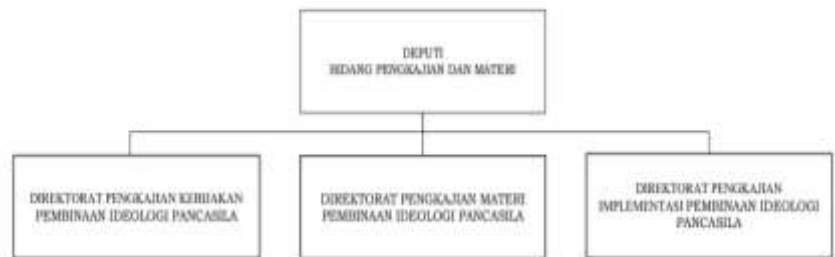 DEPUTI
BIDANG PENGKAJIAN DAN MATERI
DIREKTORAT PENGKAJIAN KEBIJAKAN
PEMBINAAN IDEOLOGI PANCASILA
DIREKTORAT PENGKAJIAN MATERI
PEMBINAAN IDEOLOGI PANCASILA
DIREKTORAT PENGKAJIAN
IMPLEMENTASI PEMBINAAN IDEOLOGI
PANCASILA